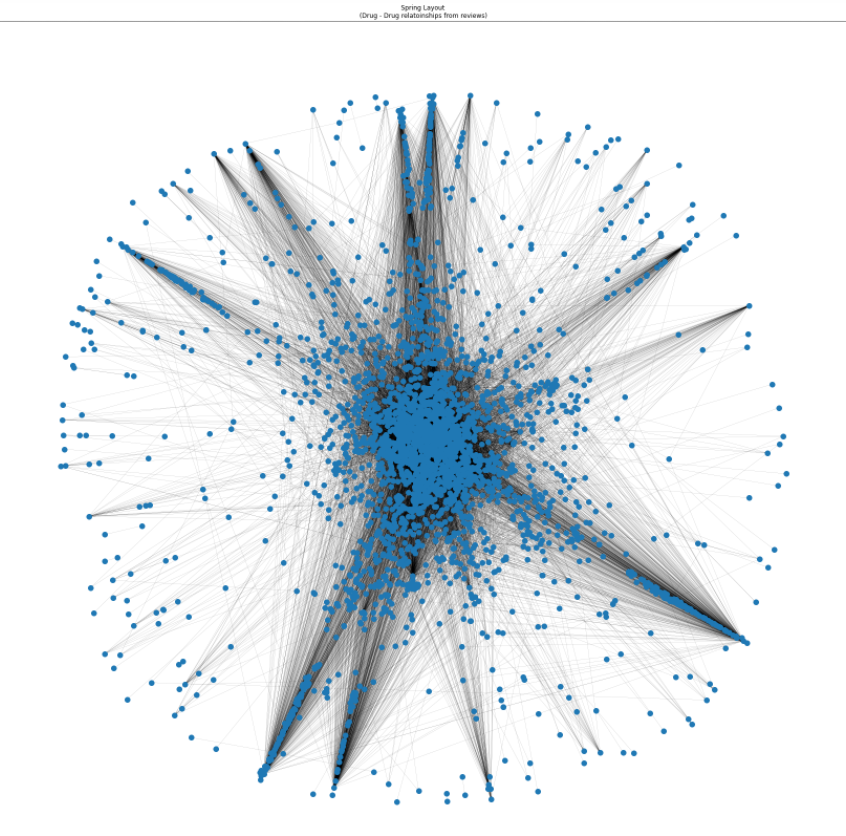 Spring Layout
(Drug - Drug relatoinships from reviews)